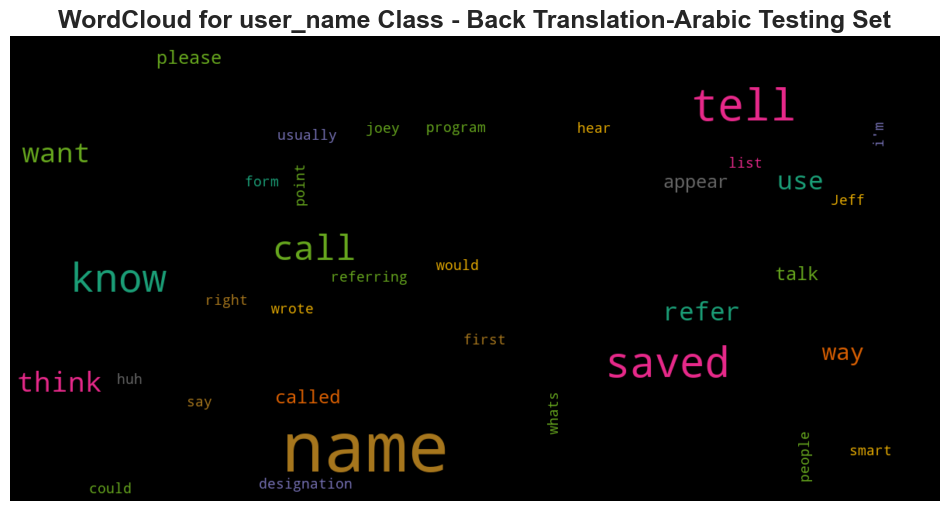 WordCloud for user_name Class - Back Translation-Arabic Testing Set
please
tell
usually
joey
program
hear
i'm
want
list
form
point
appear
use
Jeff
call
know
referring
would
talk
right
wrote
refer
first
saved
way
think
huh
say
called
whats
name
people
smart
could
designation